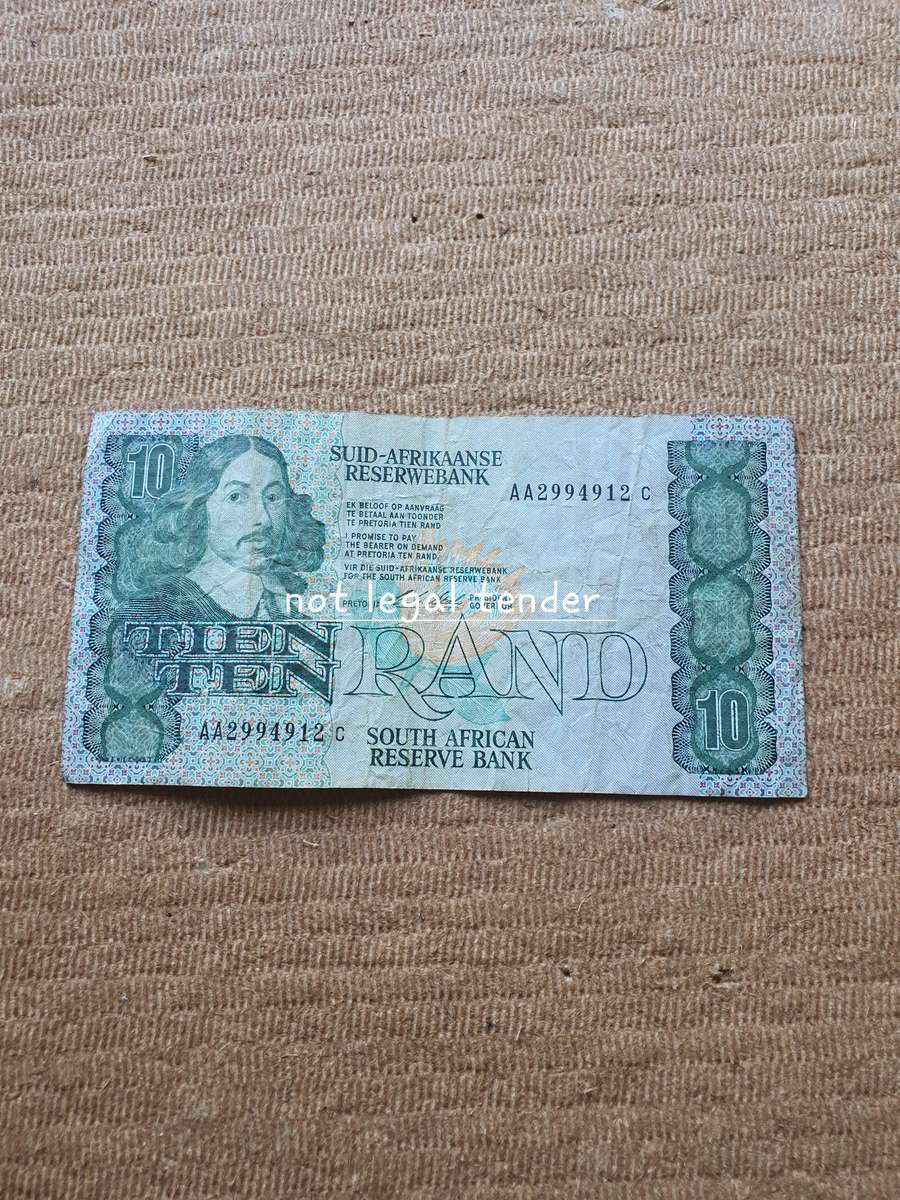 10
SUID-AFRIKAANSE
RESERWEBANK
AA2994912 C
EK BELOOF OP AANVRAAG
TE BETAAL AAN TOONDER
TE PRETORIA TIEN RAND
I PROMISE TO PAY
THE BEARER ON DEMAND
AT PRETORIA TEN RAND.
VIR DIE SUID-AFRIKAANSE RESERWEBANK
FOR THE SOUTH AFRICAN RESERVE BANK
PRETORIA
GOVERNOR
not legal tender
TIEN
TEN
RAND
AA2994912 C
SOUTH AFRICAN
RESERVE BANK
10